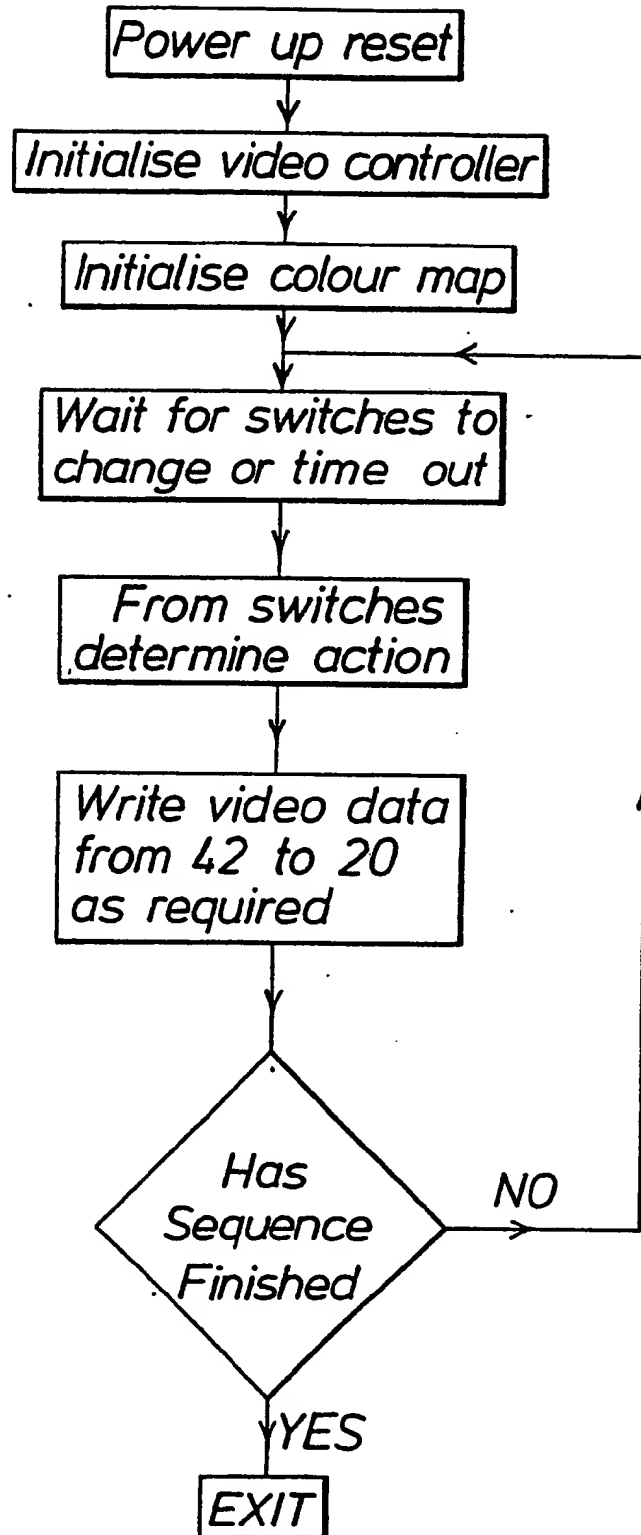 Power up reset
Initialise video controller
Initialise colour map
Wait for switches to
change or time out
From switches
determine action
Write video data
from 42 to 20
as required
Has
Sequence
Finished
NO
YES
EXIT